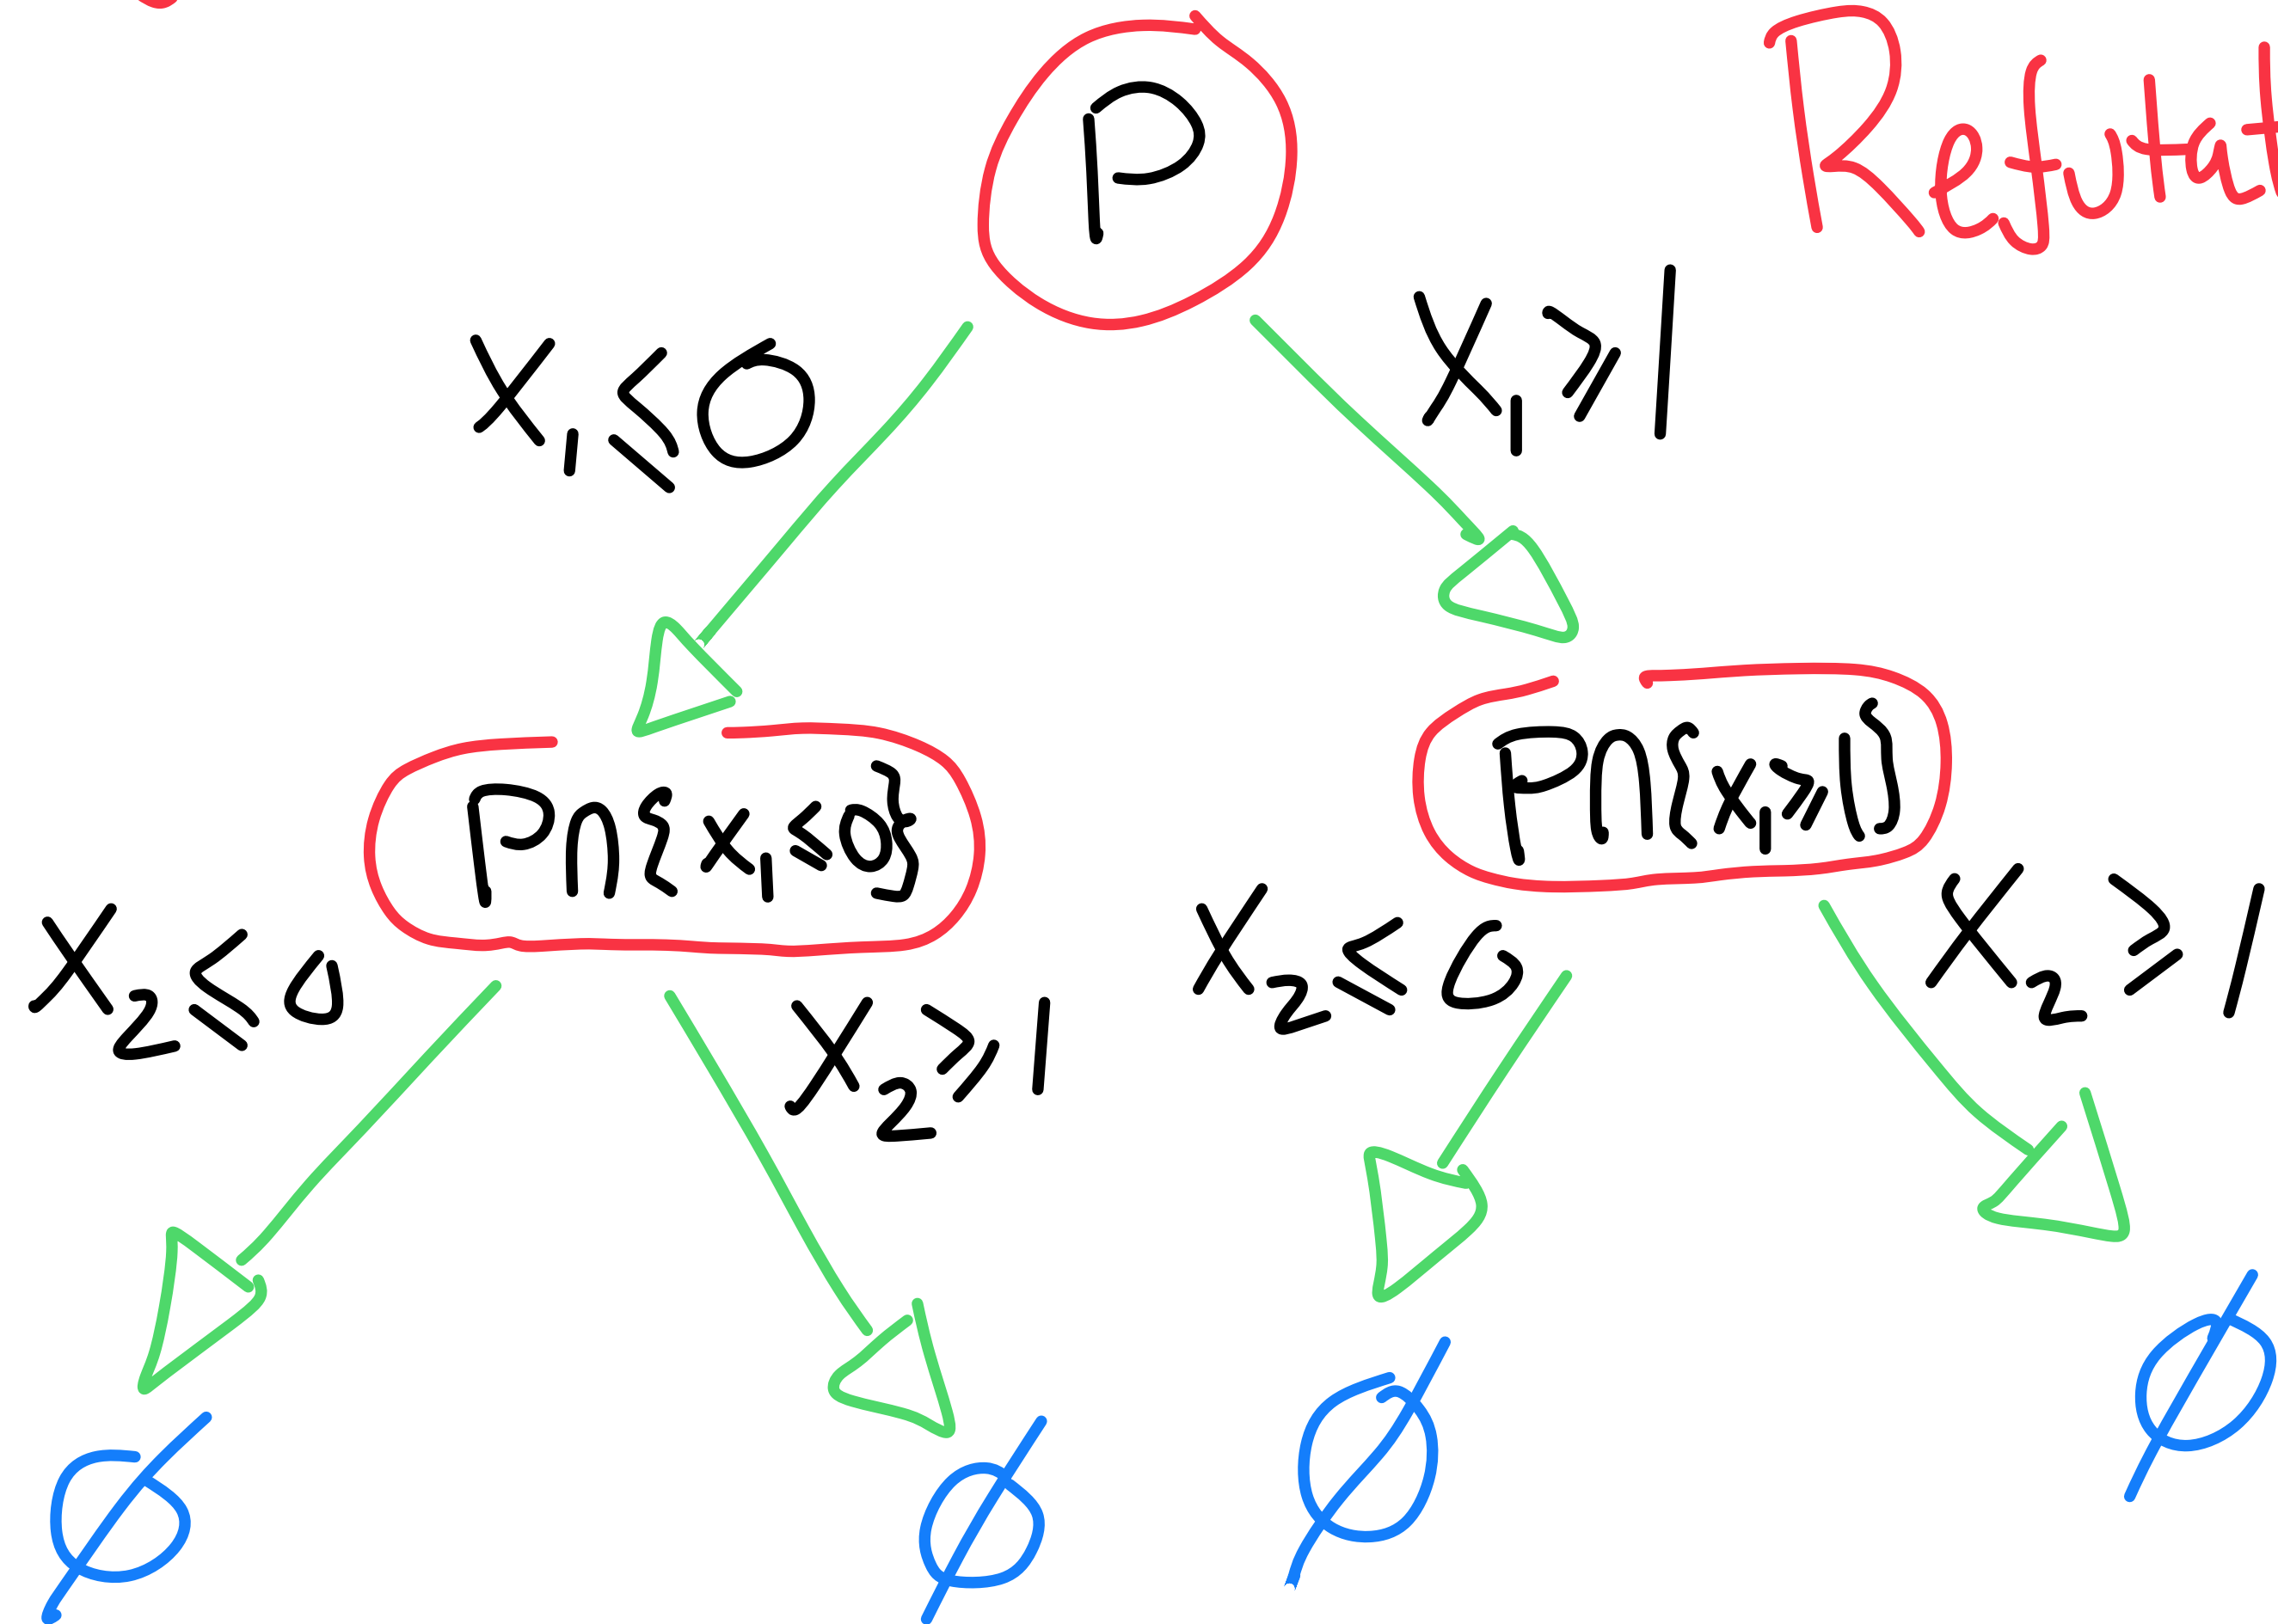 P
Refutat
X₁ ≤ 0
X₁ ⩾ 1
P∩{x₁≤0}
P∩{x₁⩾1}
X₂ ≤ 0
X₂ ⩾ 1
X₂ ≤ 0
X₂ ⩾ 1
∅
∅
∅
∅